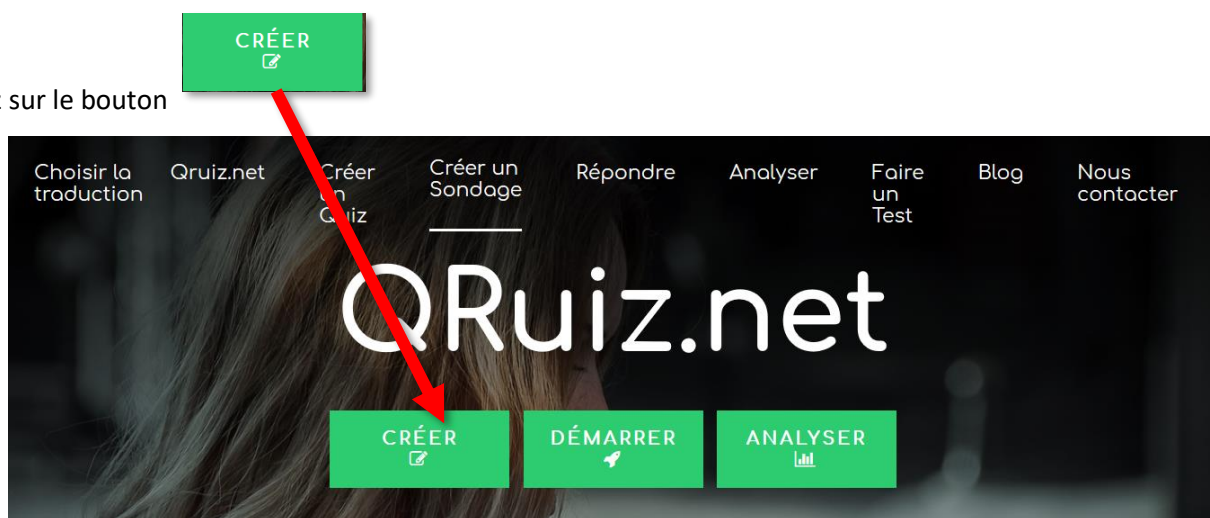 CRÉER
sur le bouton
Choisir la
traduction
Qruiz.net
Créer
un
Quiz
Créer un
Sondage
Répondre
Analyser
Faire
un
Test
Blog
Nous
contacter
QRuiz.net
CRÉER
DÉMARRER
ANALYSER